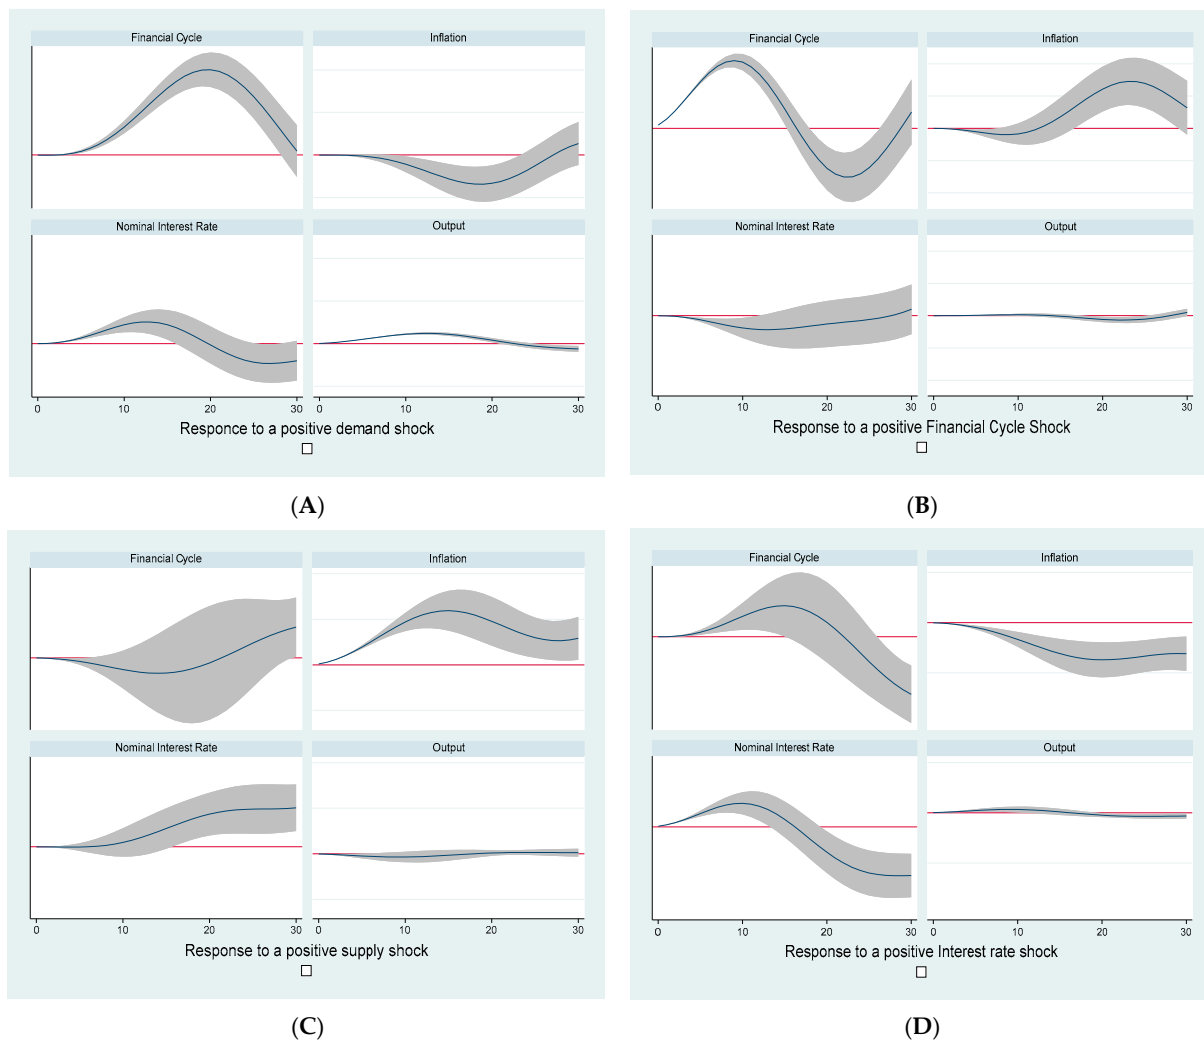 Financial Cycle Inflation
Nominal Interest Rate Output
0 10 20 30 0 10 20 30
Responce to a positive demand shock
(A)
Financial Cycle Inflation
Nominal Interest Rate Output
0 10 20 30 0 10 20 30
Response to a positive Financial Cycle Shock
(B)
Financial Cycle Inflation
Nominal Interest Rate Output
0 10 20 30 0 10 20 30
Response to a positive supply shock
(C)
Financial Cycle Inflation
Nominal Interest Rate Output
0 10 20 30 0 10 20 30
Response to a positive Interest rate shock
(D)